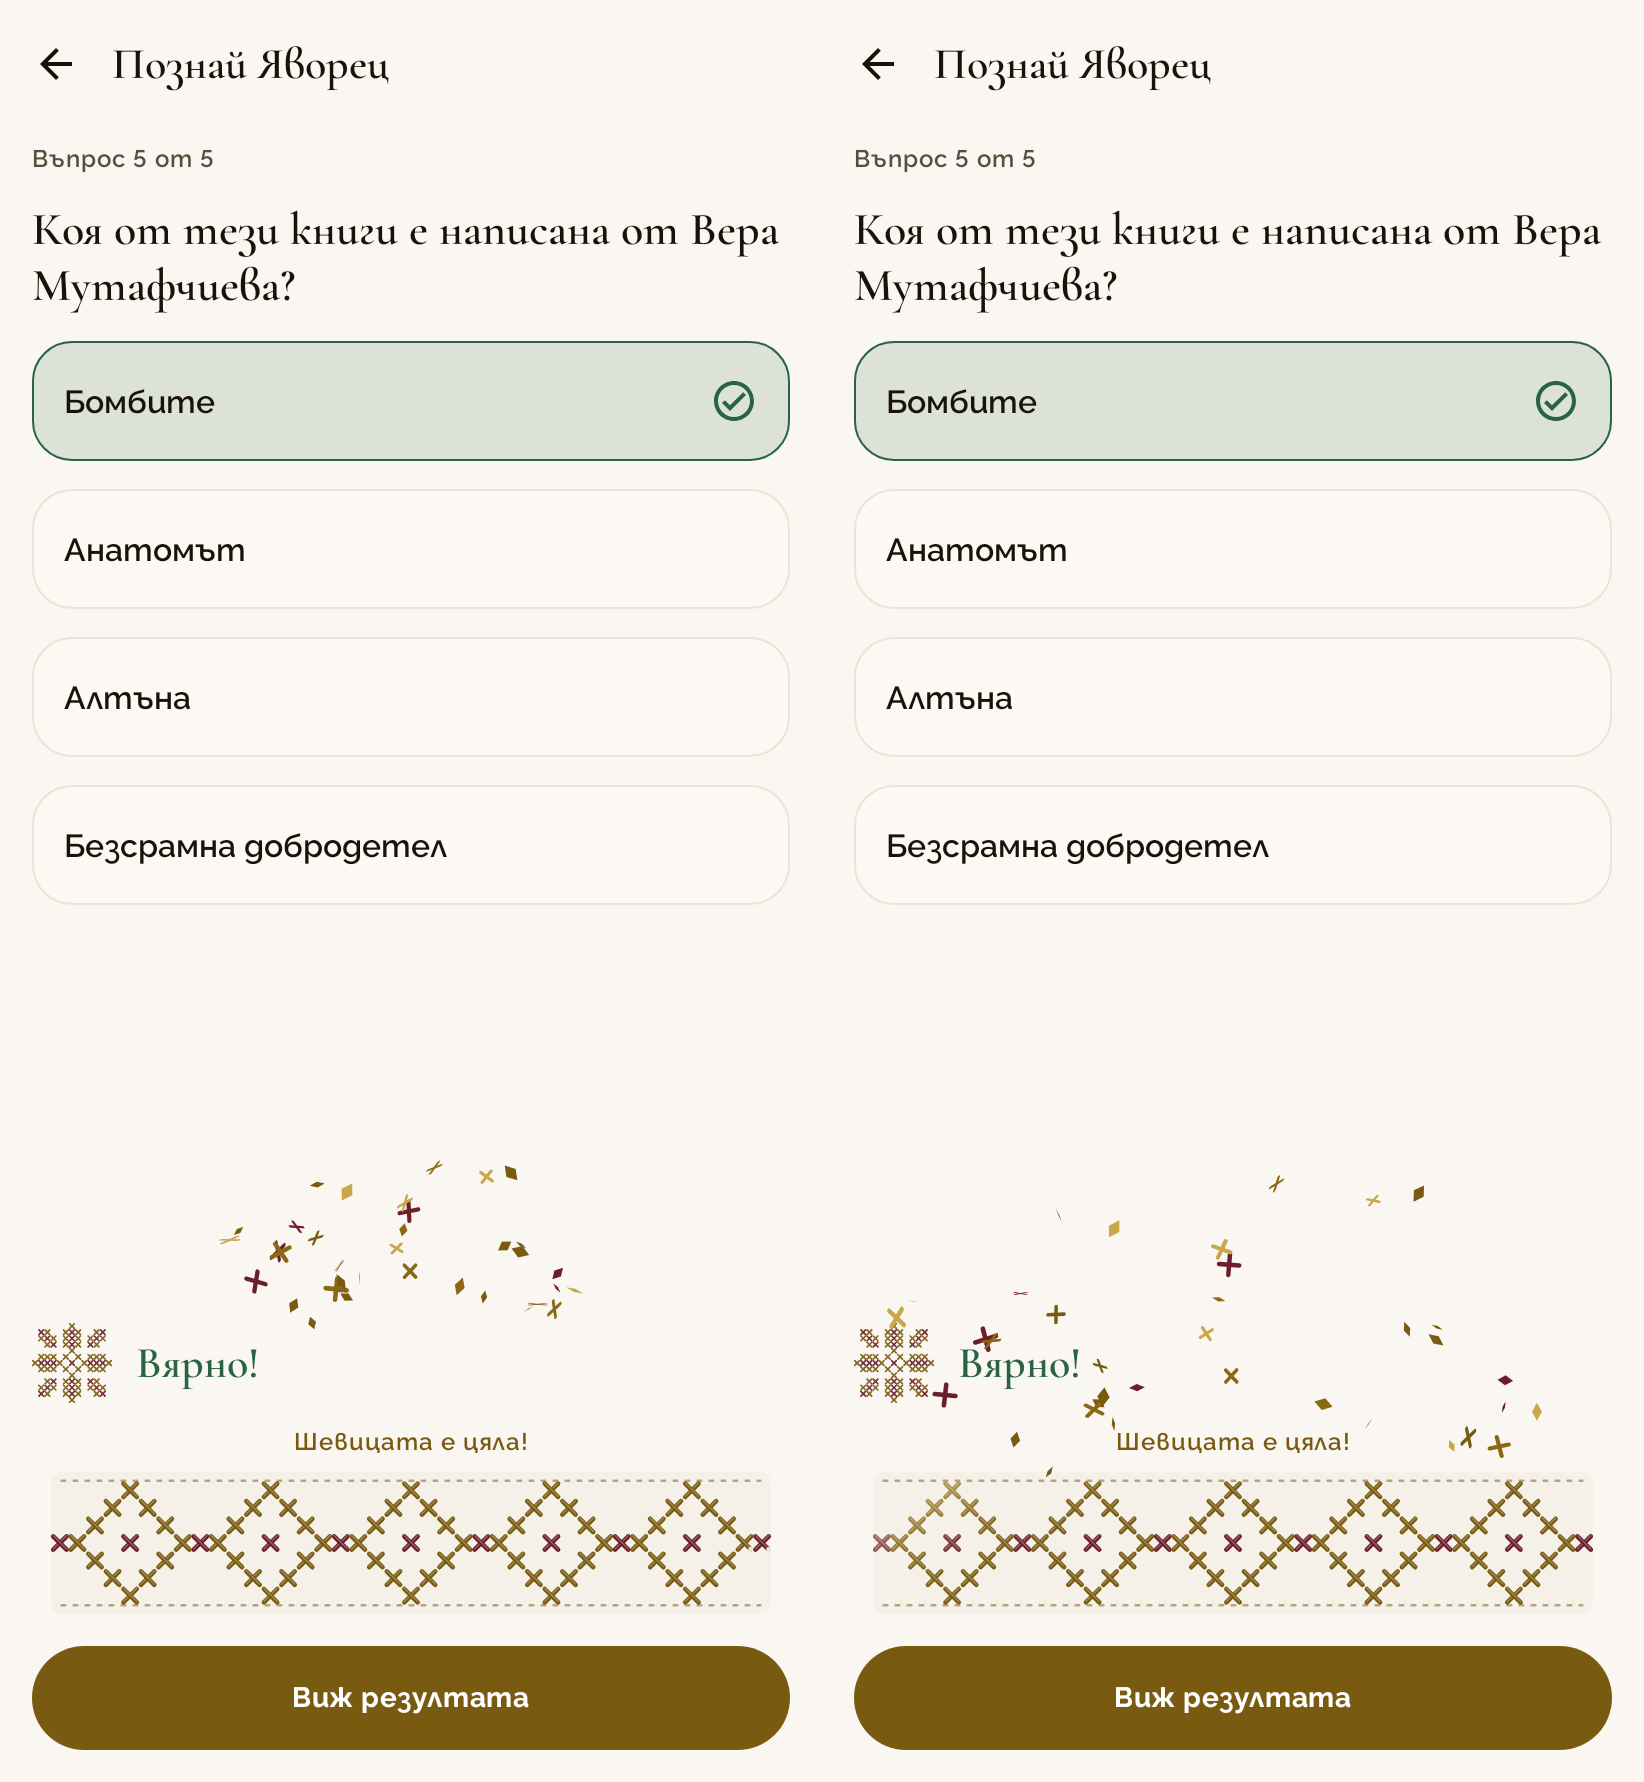 Познай Яворец
Въпрос 5 от 5
Коя от тези книги е написана от Вера
Мутафчиева?
Бомбите
Анатомът
Алтъна
Безсрамна добродетел
Вярно!
Шевицата е цяла!
Виж резултата
Познай Яворец
Въпрос 5 от 5
Коя от тези книги е написана от Вера
Мутафчиева?
Бомбите
Анатомът
Алтъна
Безсрамна добродетел
Вярно!
Шевицата е цяла!
Виж резултата